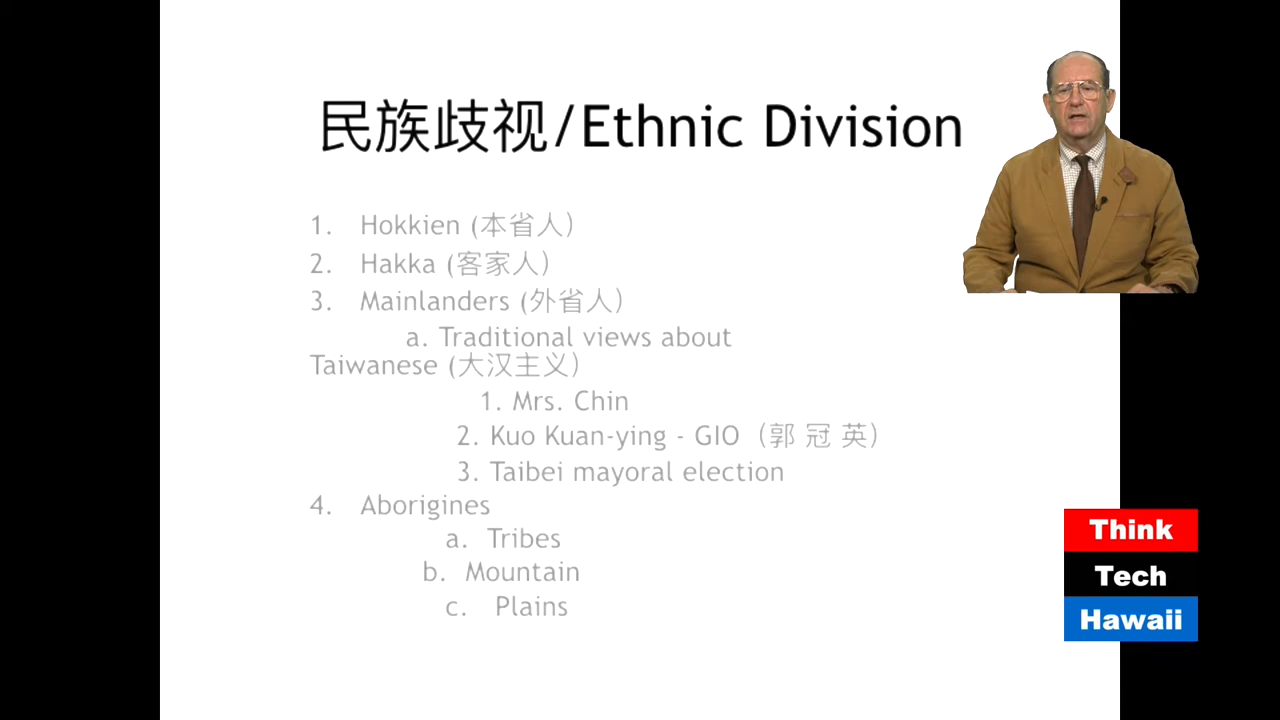 民族歧视/Ethnic Division
1. Hokkien (本省人）
2. Hakka (客家人）
3. Mainlanders (外省人）
a. Traditional views about
Taiwanese (大汉主义）
1. Mrs. Chin
2. Kuo Kuan-ying - GIO（郭 冠 英）
3. Taibei mayoral election
4. Aborigines
a. Tribes
b. Mountain
c. Plains
Think
Tech
Hawaii